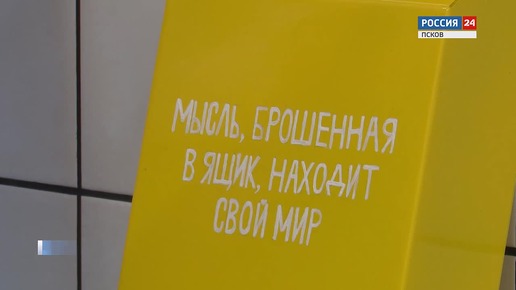 РОССИЯ 24
ПСКОВ
МЫСЛЬ, БРОШЕННАЯ
В ЯЩИК, НАХОДИТ
СВОЙ МИР